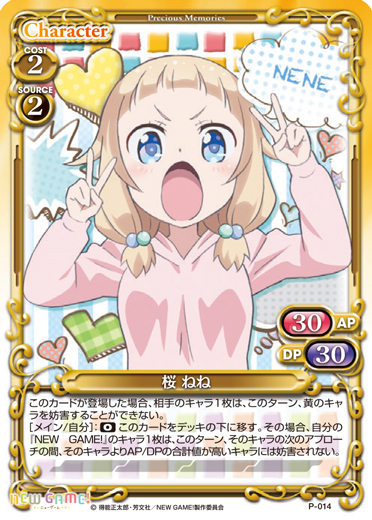 Precious Memories
Character
COST
2
SOURCE
2
NENE
30 AP
DP 30
桜 ねね
このカードが登場した場合、相手のキャラ1枚は、このターン、黄のキャ
ラを妨害することができない。
[メイン/自分]: このカードをデッキの下に移す。その場合、自分の
『NEW GAME!』のキャラ1枚は、このターン、そのキャラの次のアプロー
チの間、そのキャラよりAP/DPの合計値が高いキャラには妨害されない。
NEW GAME!
ニューゲーム
© 得能正太郎・芳文社／NEW GAME!製作委員会
P-014